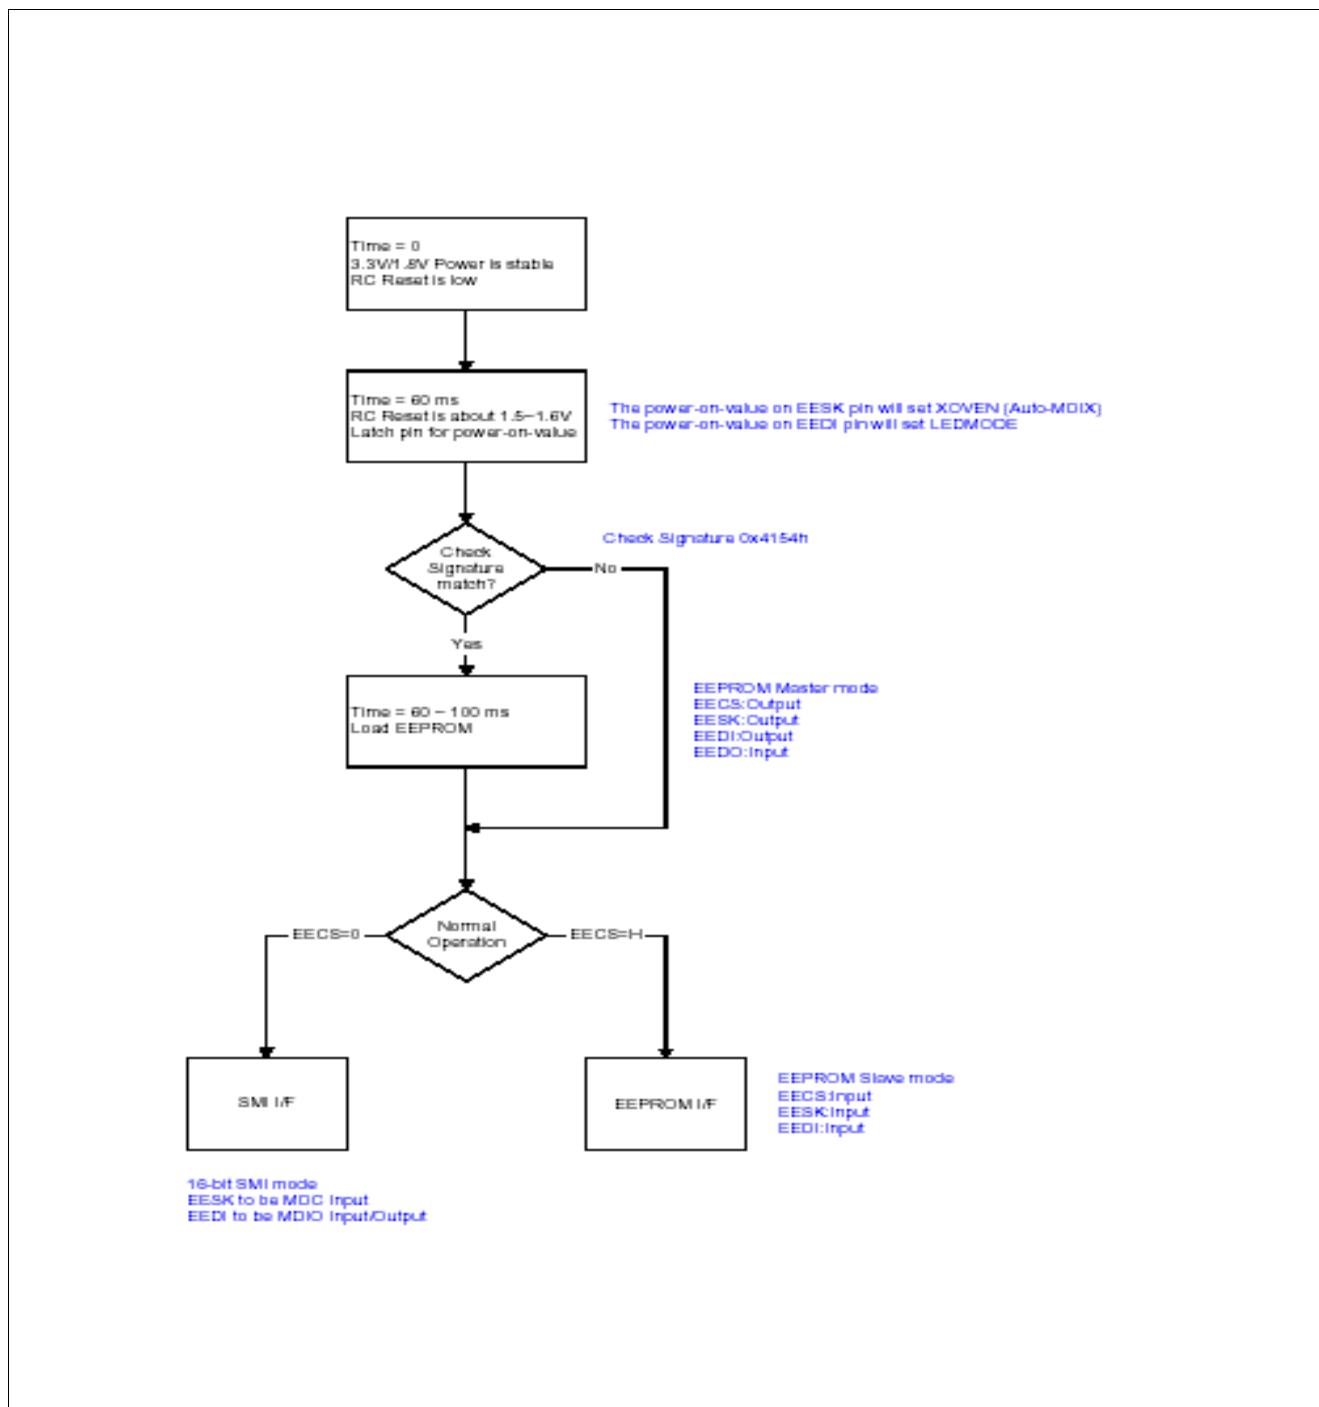 Time = 0
3.3V/1.8V Power is stable
RC Reset is low
Time = 60 ms
RC Reset is about 1.5~1.6V
Latch pin for power-on-value
The power-on-value on EESK pin will set XOVEN (Auto-MDIX)
The power-on-value on EEDI pin will set LEDMODE
Check Signature 0x4154h
Check
Signature
match?
No
Yes
Time = 60 ~ 100 ms
Load EEPROM
EEPROM Master mode
EECS:Output
EESK:Output
EEDI:Output
EEDO:Input
Normal
Operation
EECS=0
EECS=H
SMI I/F
EEPROM I/F
EEPROM Slave mode
EECS:Input
EESK:Input
EEDI:Input
16-bit SMI mode
EESK to be MDC Input
EEDI to be MDIO Input/Output